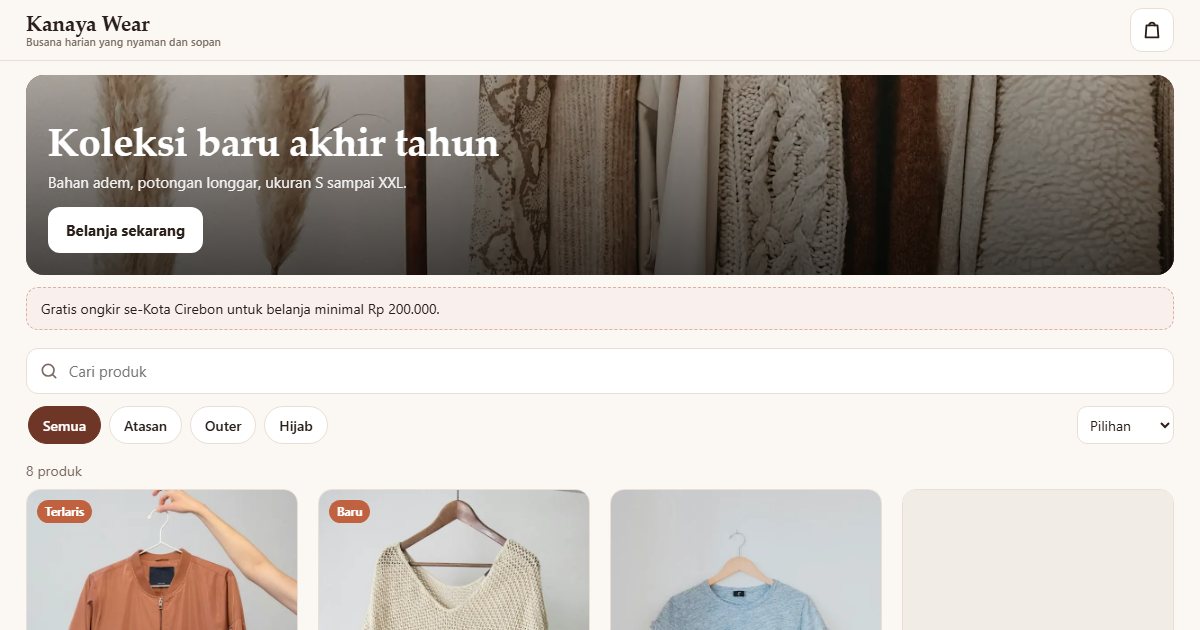 Kanaya Wear
Busana harian yang nyaman dan sopan
Koleksi baru akhir tahun
Bahan adem, potongan longgar, ukuran S sampai XXL.
Belanja sekarang
Gratis ongkir se-Kota Cirebon untuk belanja minimal Rp 200.000.
Cari produk
Semua
Atasan
Outer
Hijab
Pilihan
8 produk
Terlaris
Baru